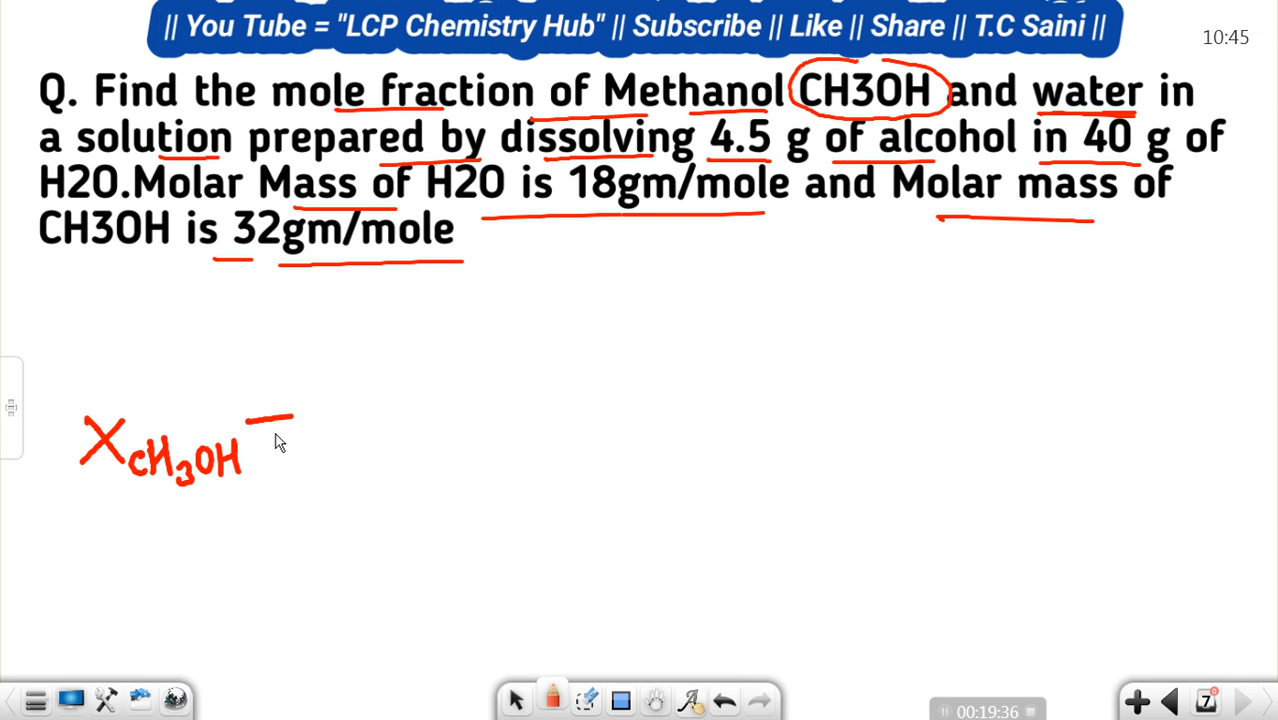 || You Tube = "LCP Chemistry Hub" || Subscribe || Like || Share || T.C Saini ||
10:45
Q. Find the mole fraction of Methanol CH3OH and water in
a solution prepared by dissolving 4.5 g of alcohol in 40 g of
H2O.Molar Mass of H2O is 18gm/mole and Molar mass of
CH3OH is 32gm/mole
XCH3OH
7
00:19:36